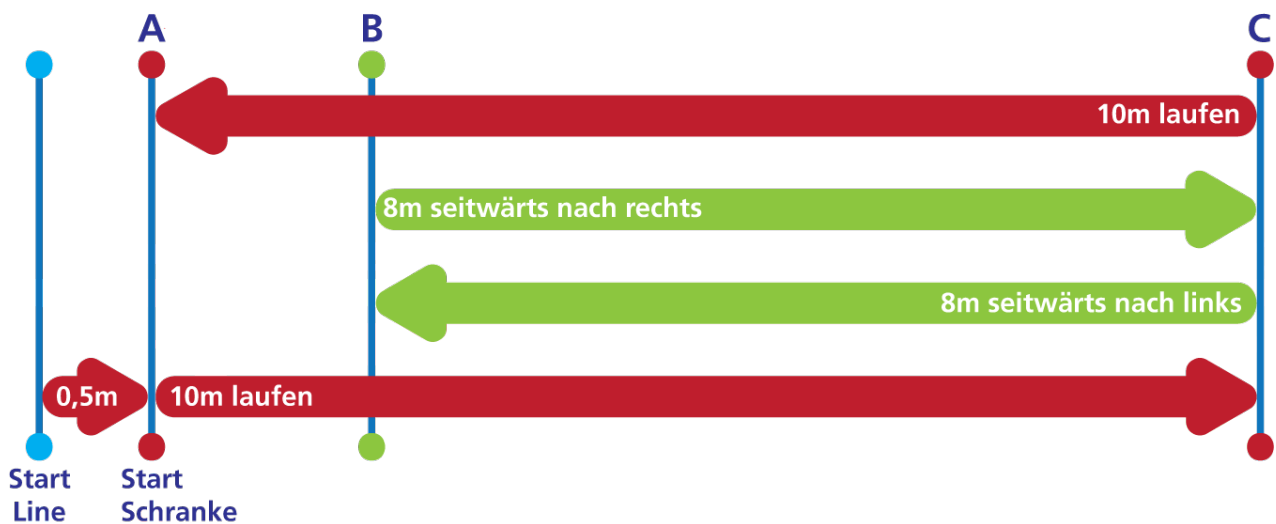 A
B
C
10m laufen
8m seitwärts nach rechts
8m seitwärts nach links
0,5m
10m laufen
Start
Line
Start
Schranke